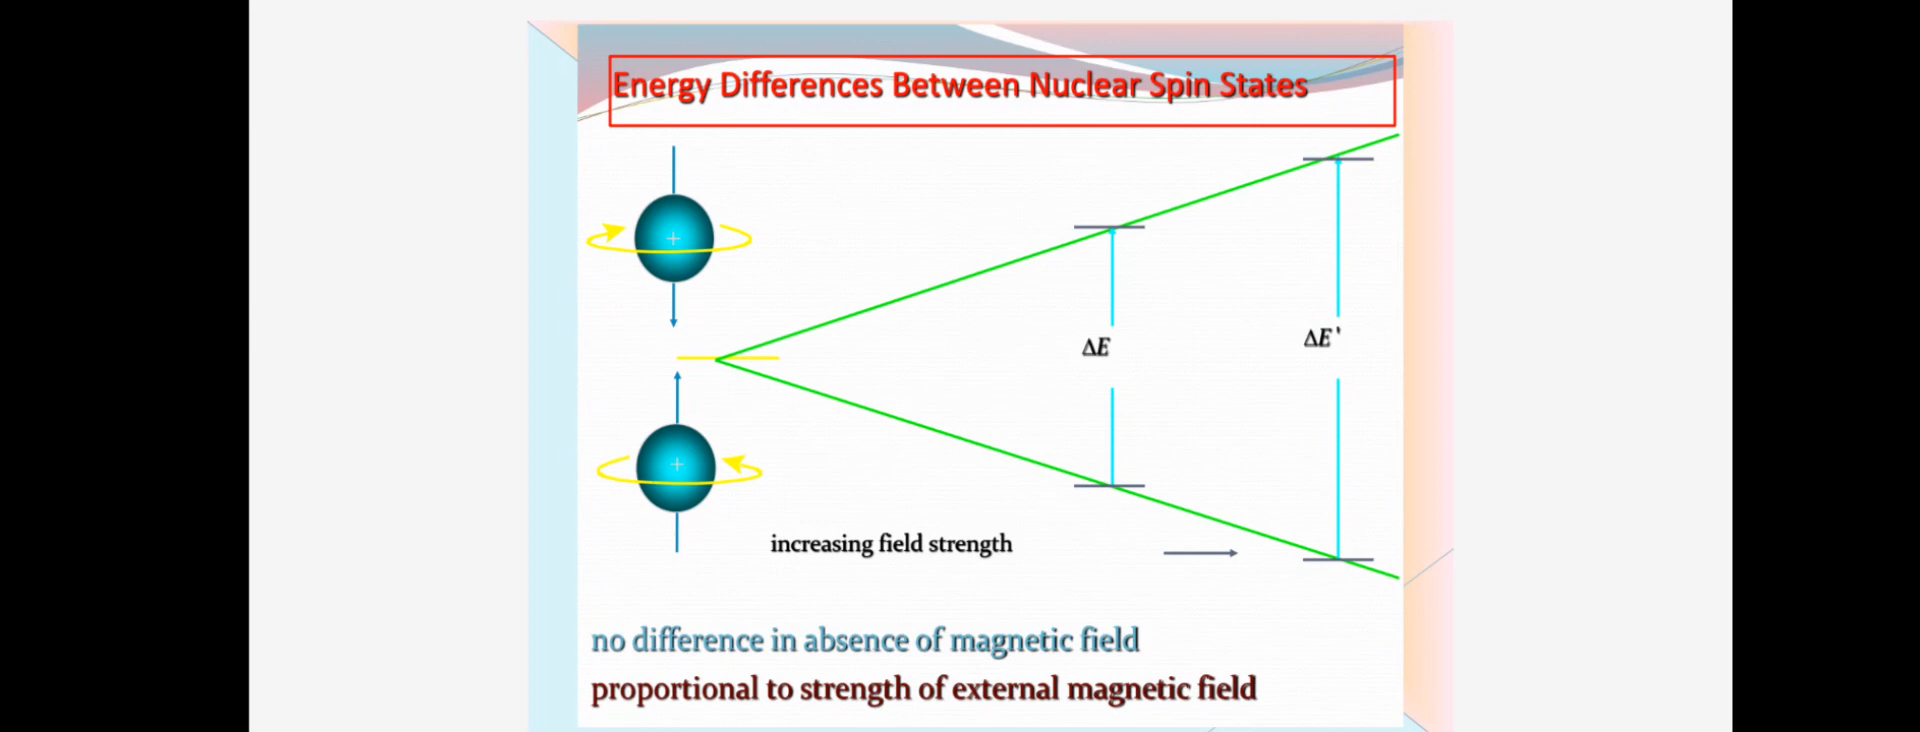 Energy Differences Between Nuclear Spin States
+
ΔE
ΔE'
+
increasing field strength
no difference in absence of magnetic field
proportional to strength of external magnetic field